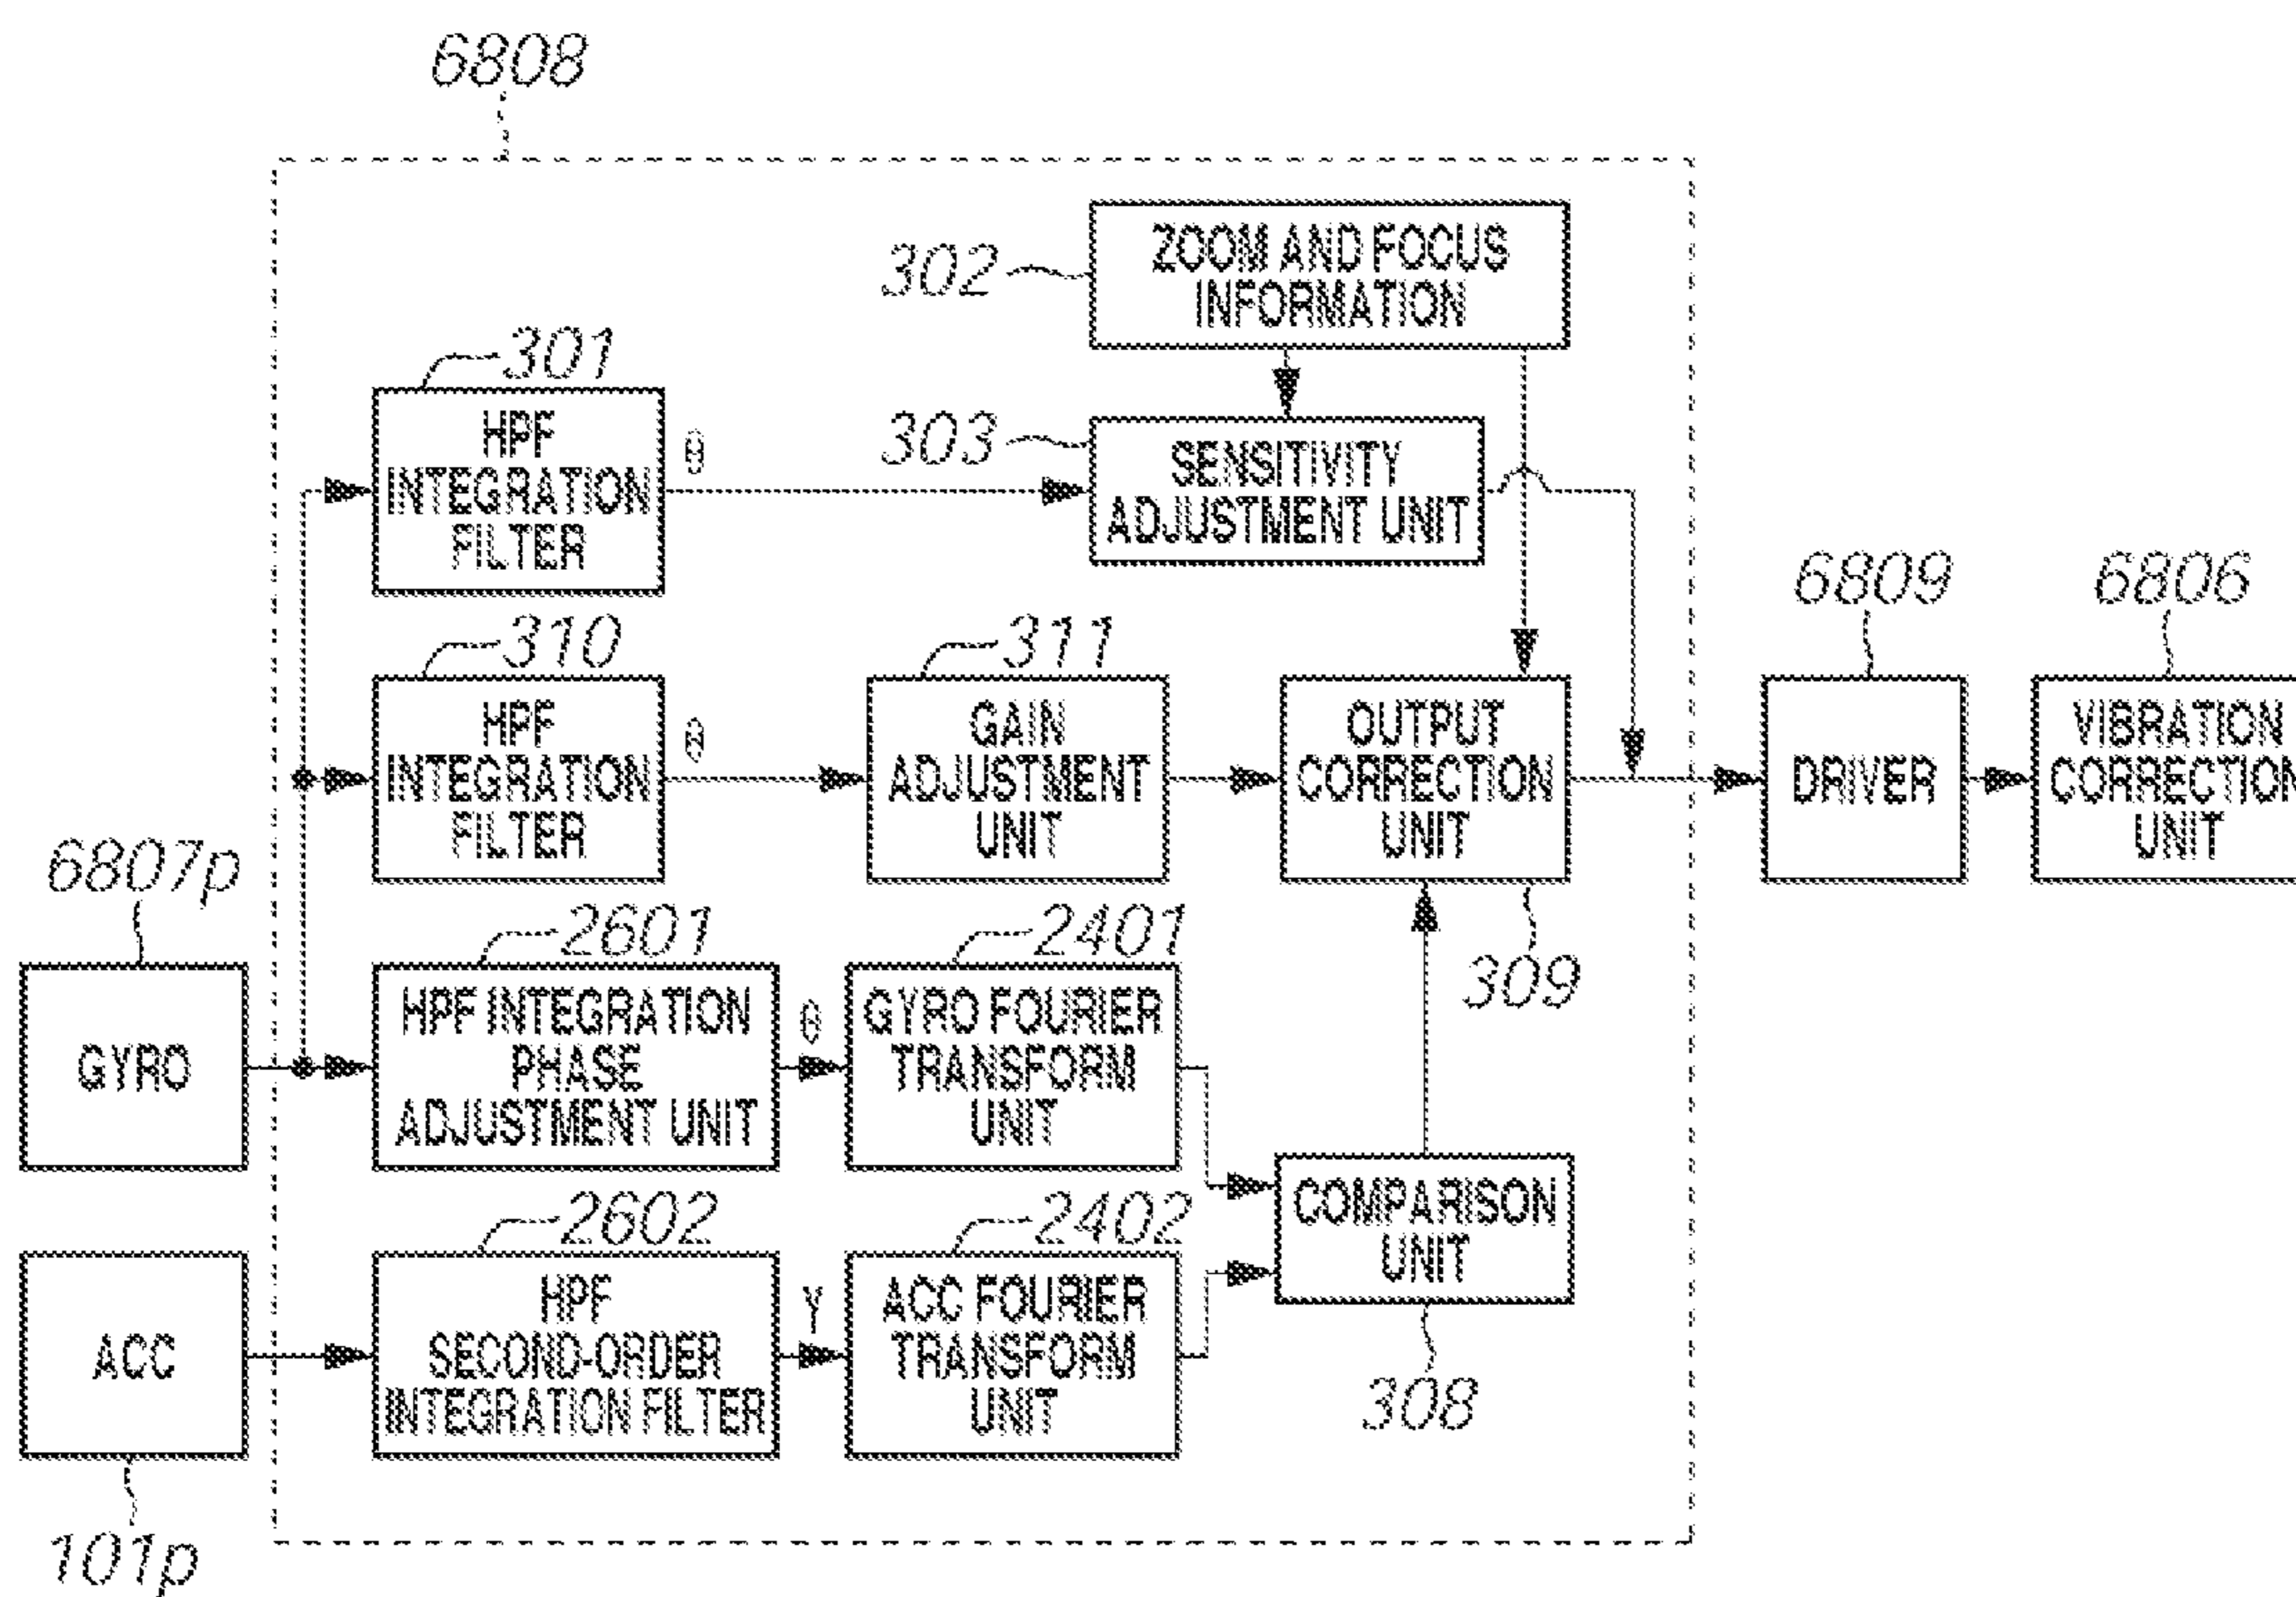 6808
302
ZOOM AND FOCUS
INFORMATION
301
HPF
INTEGRATION
FILTER
θ
303
SENSITIVITY
ADJUSTMENT UNIT
310
HPF
INTEGRATION
FILTER
θ
311
GAIN
ADJUSTMENT
UNIT
OUTPUT
CORRECTION
UNIT
309
6809
DRIVER
6806
VIBRATION
CORRECTION
UNIT
6807p
GYRO
2601
HPF INTEGRATION
PHASE
ADJUSTMENT UNIT
θ
2401
GYRO FOURIER
TRANSFORM
UNIT
COMPARISON
UNIT
308
ACC
101p
2602
HPF
SECOND-ORDER
INTEGRATION FILTER
Y
2402
ACC FOURIER
TRANSFORM
UNIT